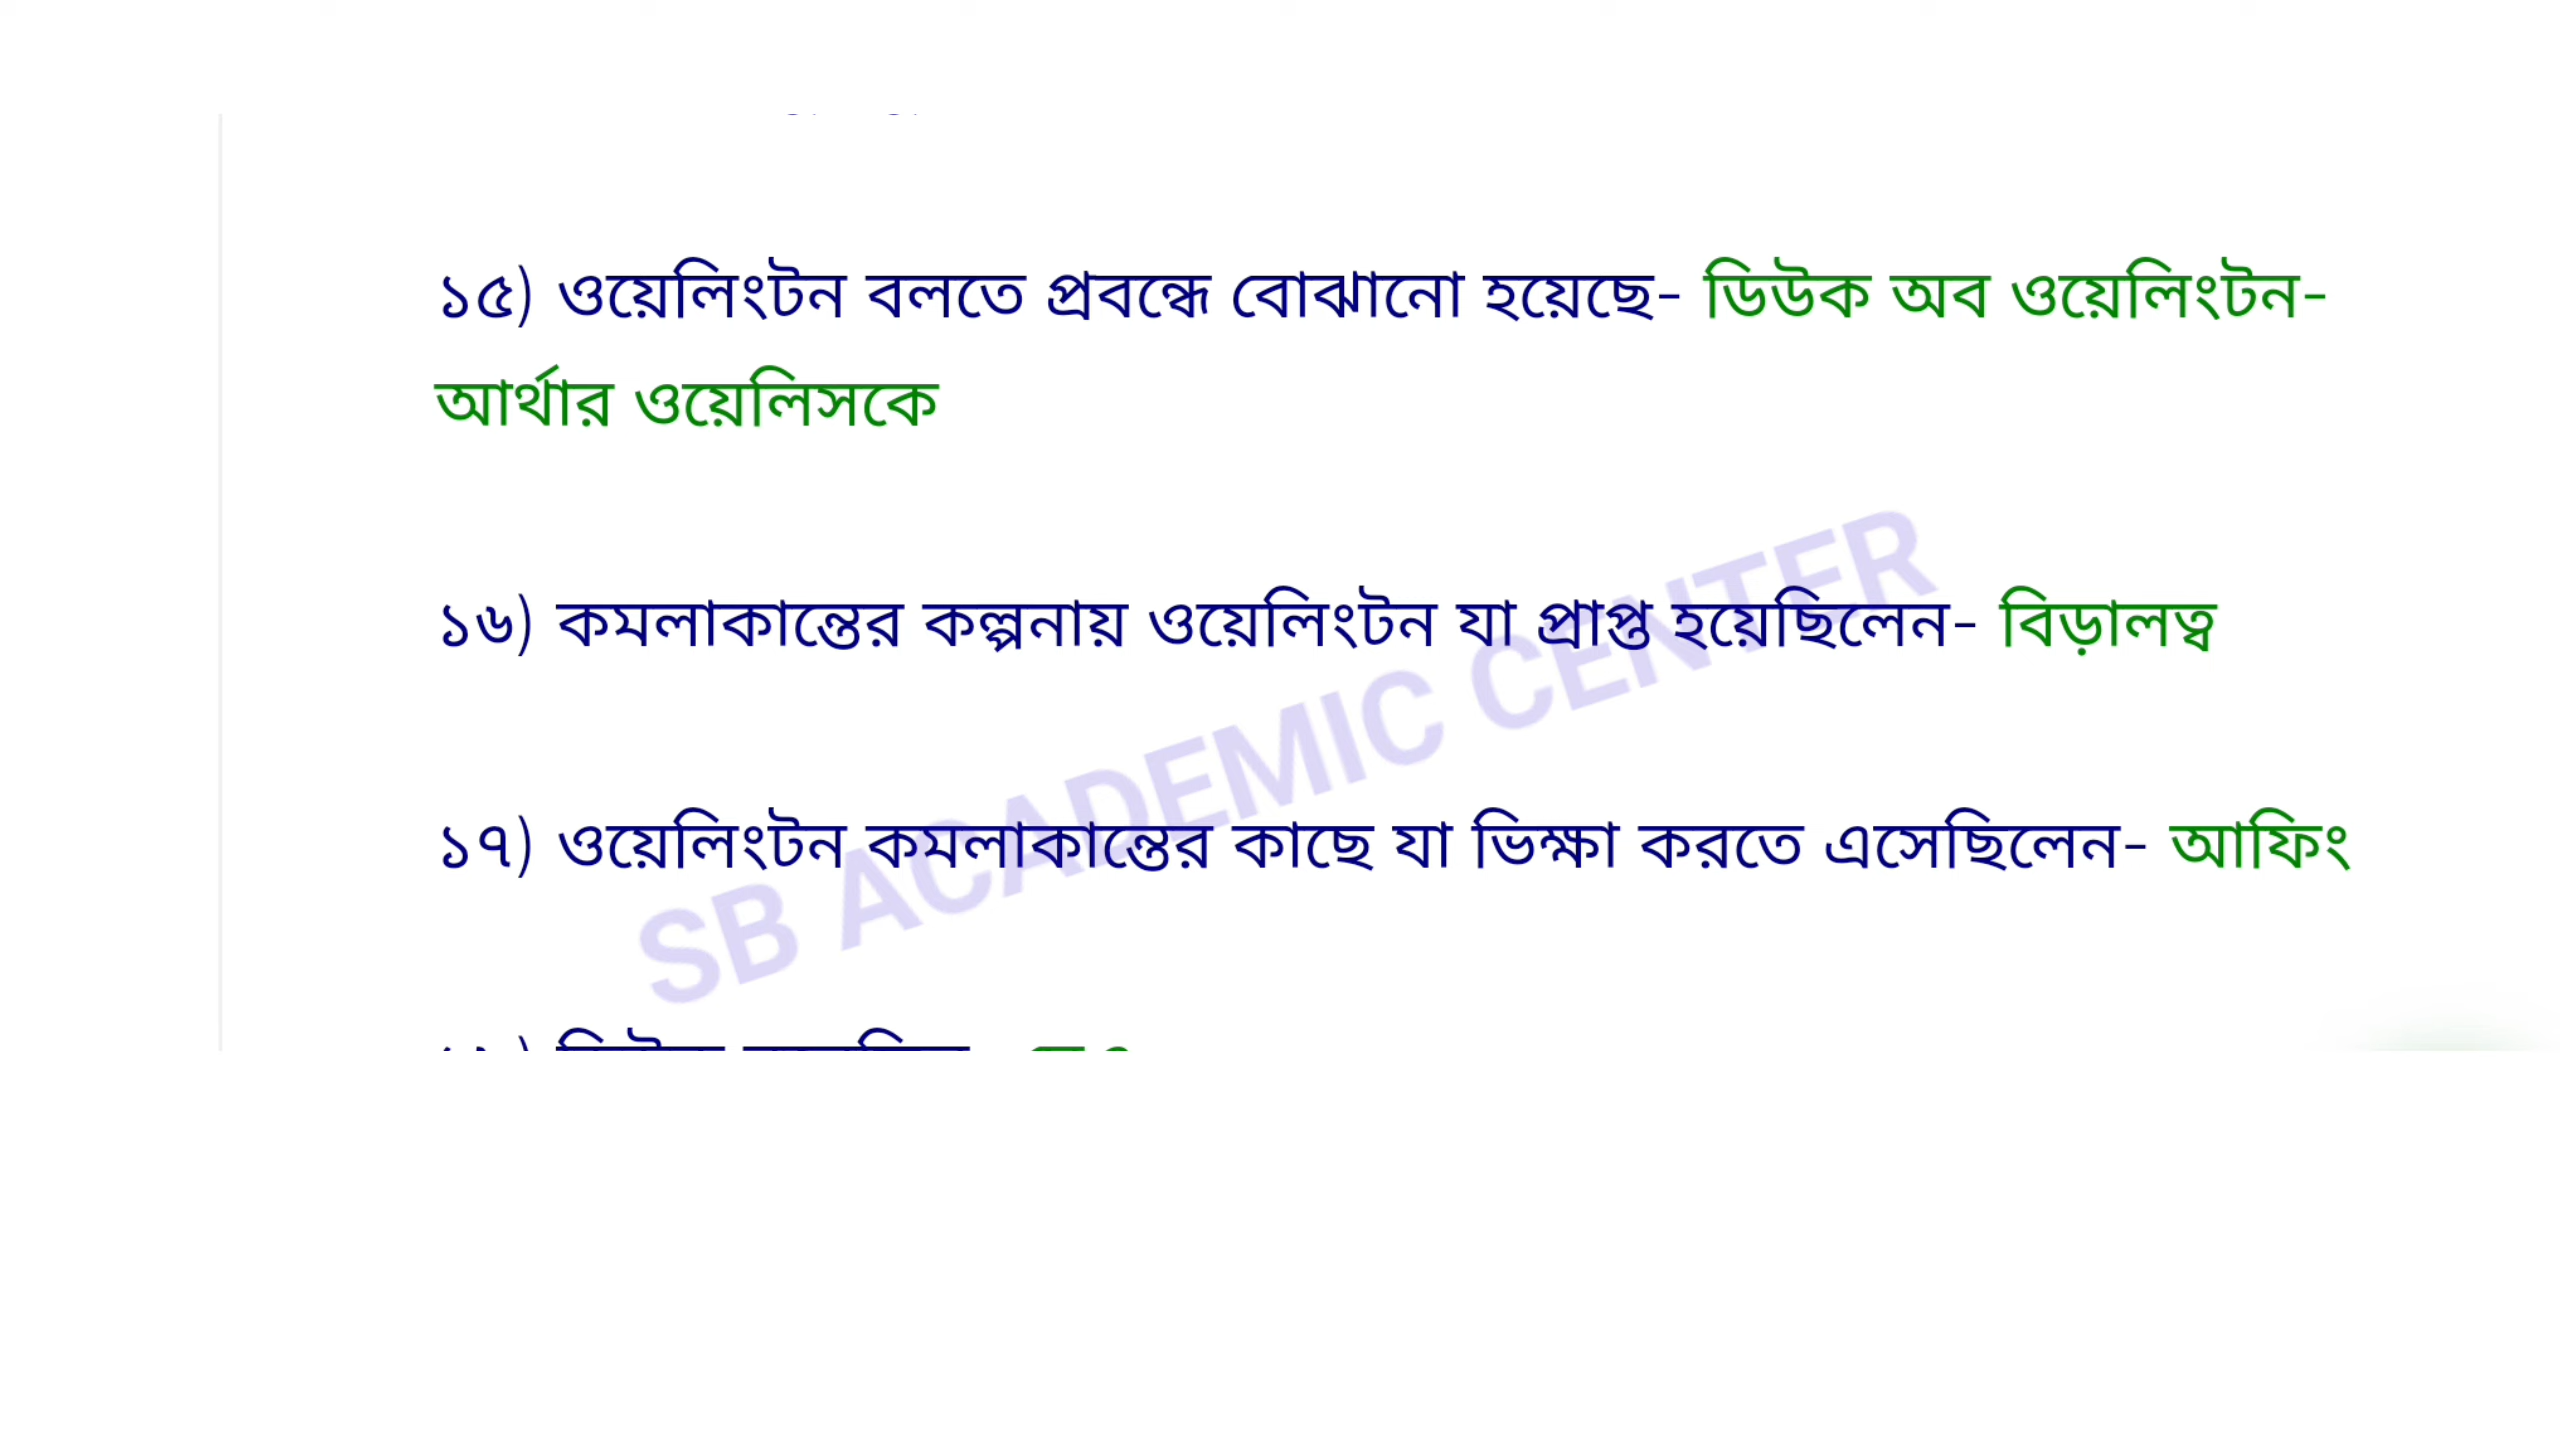 ১৫) ওয়েলিংটন বলতে প্রবন্ধে বোঝানো হয়েছে- ডিউক অব ওয়েলিংটন-
আর্থার ওয়েলিসকে
১৬) কমলাকান্তের কল্পনায় ওয়েলিংটন যা প্রাপ্ত হয়েছিলেন- বিড়ালত্ব
১৭) ওয়েলিংটন কমলাকান্তের কাছে যা ভিক্ষা করতে এসেছিলেন- আফিং
SB ACADEMIC CENTER